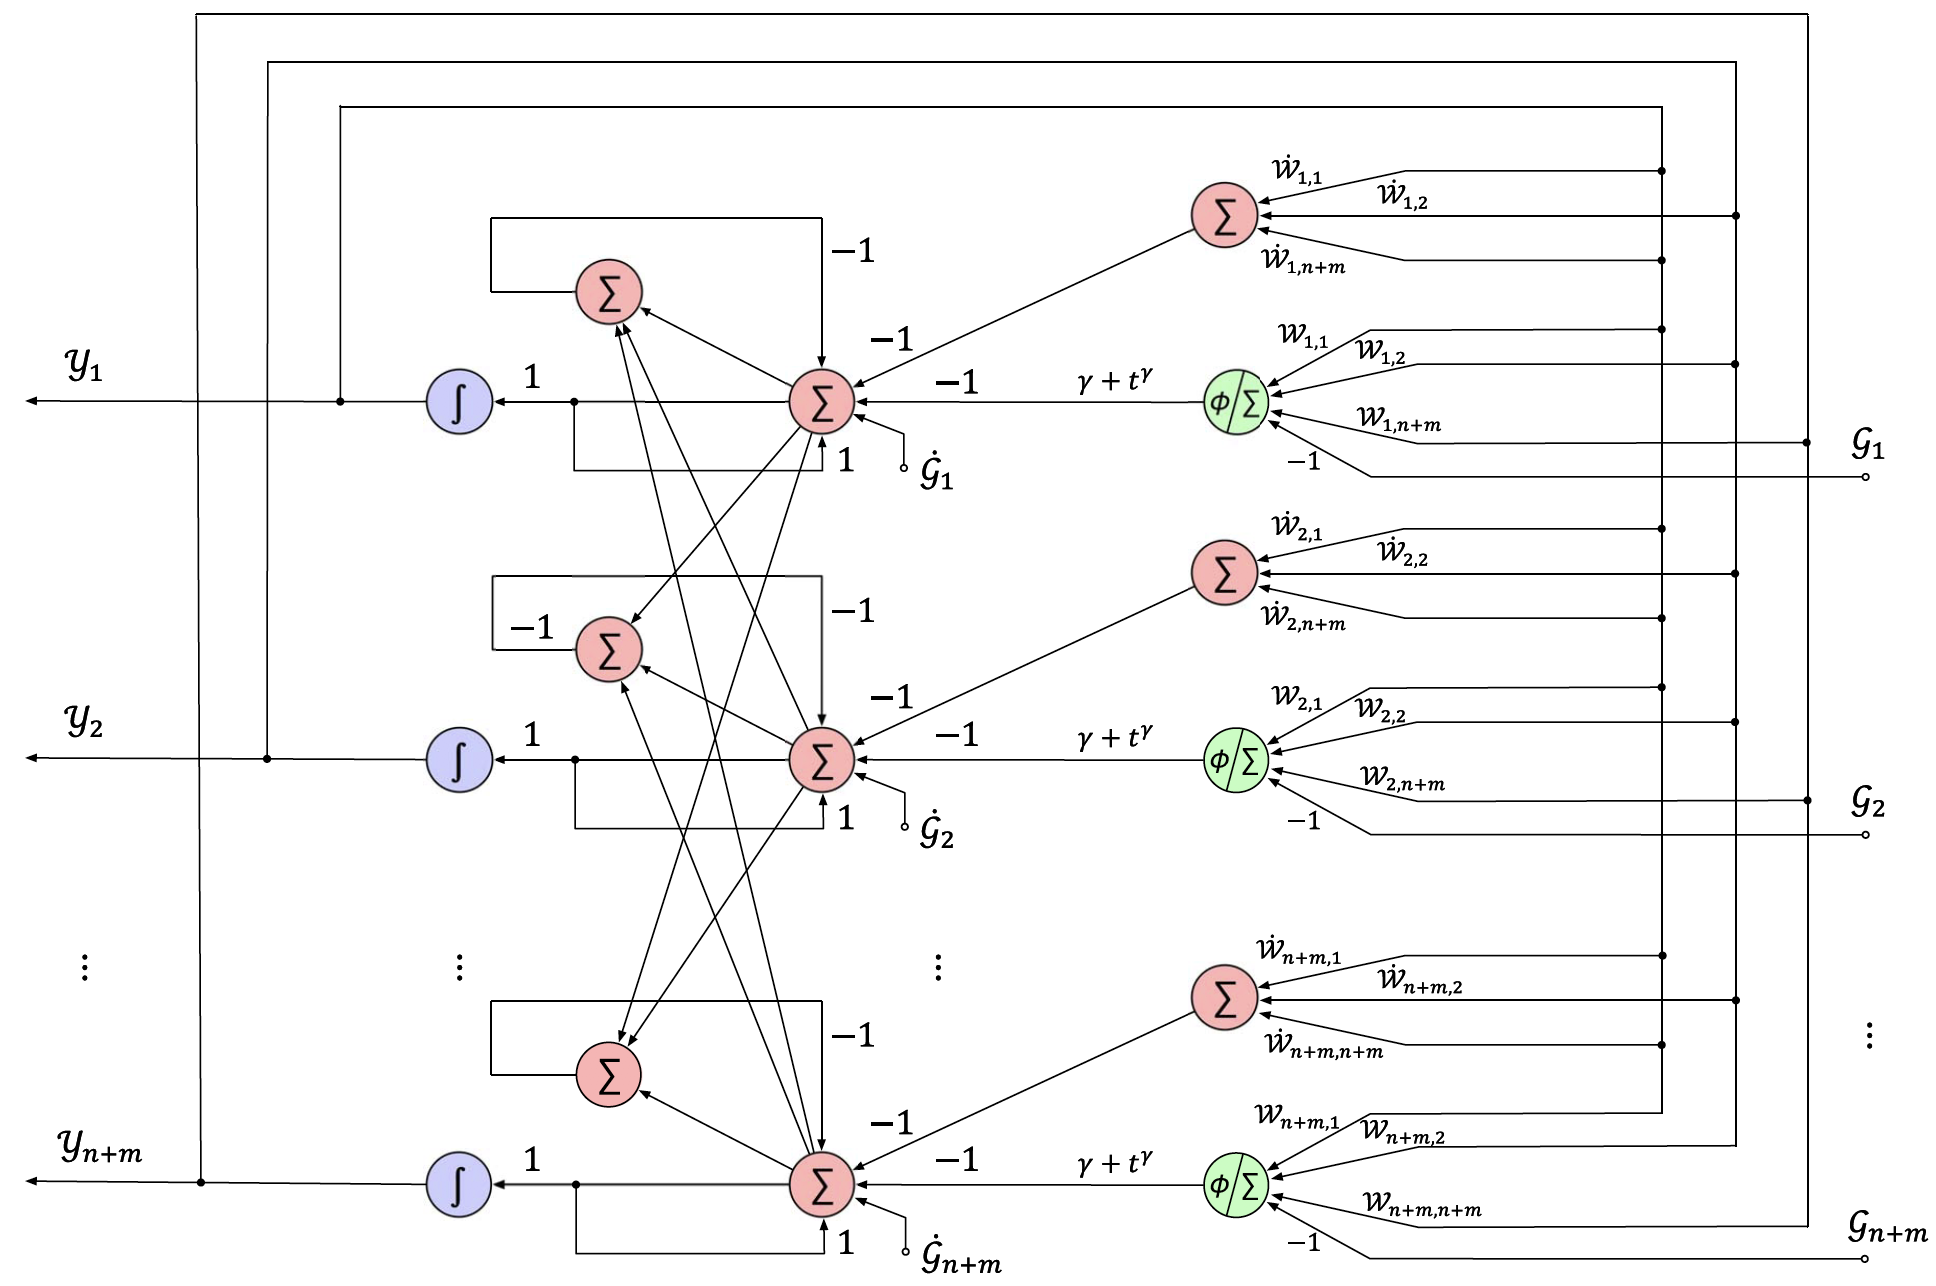 Ẇ₁,₁
Ẇ₁,₂
∑
Ẇ₁,ₙ₊ₘ
−1
∑
−1
W₁,₁
W₁,₂
𝒴₁
∫
1
∑
−1
γ + t^γ
ϕ/∑
W₁,ₙ₊ₘ
−1
𝒢₁
1
𝒢̇₁
Ẇ₂,₁
Ẇ₂,₂
∑
Ẇ₂,ₙ₊ₘ
−1
−1
∑
−1
W₂,₁
W₂,₂
𝒴₂
∫
1
∑
−1
γ + t^γ
ϕ/∑
W₂,ₙ₊ₘ
−1
𝒢₂
1
𝒢̇₂
⋮ ⋮ ⋮
Ẇₙ₊ₘ,₁
Ẇₙ₊ₘ,₂
∑
Ẇₙ₊ₘ,ₙ₊ₘ
⋮
−1
∑
−1
Wₙ₊ₘ,₁
Wₙ₊ₘ,₂
𝒴ₙ₊ₘ
∫
1
∑
−1
γ + t^γ
ϕ/∑
Wₙ₊ₘ,ₙ₊ₘ
−1
𝒢ₙ₊ₘ
1
𝒢̇ₙ₊ₘ